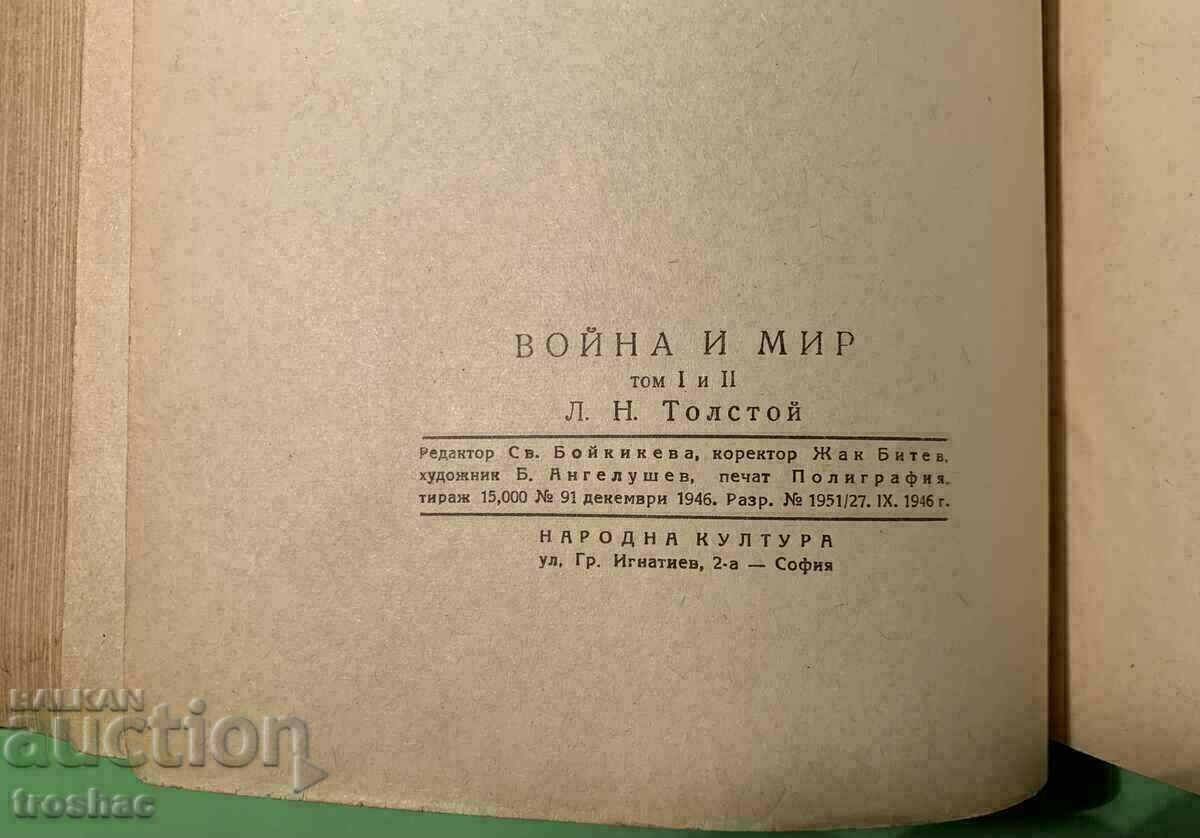 ВОЙНА И МИР
том I и II
Л. Н. Толстой
Редактор Св. Бойкикева, коректор Жак Битев,
художник Б. Ангелушев, печат Полиграфия,
тираж 15,000 № 91 декември 1946. Разр. № 1951/27. IX. 1946 г.
НАРОДНА КУЛТУРА
ул. Гр. Игнатиев, 2-а — София
BALKAN
auction
troshac